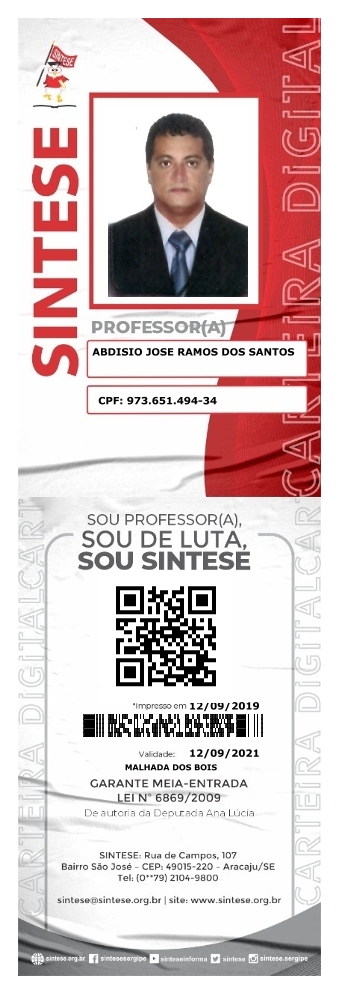 SINTESE
SINTESE
CARTEIRA DIGITAL
PROFESSOR(A)
ABDISIO JOSE RAMOS DOS SANTOS
CPF: 973.651.494-34
SOU PROFESSOR(A),
SOU DE LUTA,
SOU SINTESE
CARTEIRA DIGITALCART
CARTEIRA DIGITALCAR
*Impresso em 12/09/2019
Validade: 12/09/2021
MALHADA DOS BOIS
GARANTE MEIA-ENTRADA
LEI Nº 6869/2009
De autoria da Deputada Ana Lúcia
SINTESE: Rua de Campos, 107
Bairro São José - CEP: 49015-220 - Aracaju/SE
Tel: (0**79) 2104-9800
sintese@sintese.org.br | site: www.sintese.org.br
sintese.org.br sintesesergipe sinteseinforma sintese sintese.sergipe